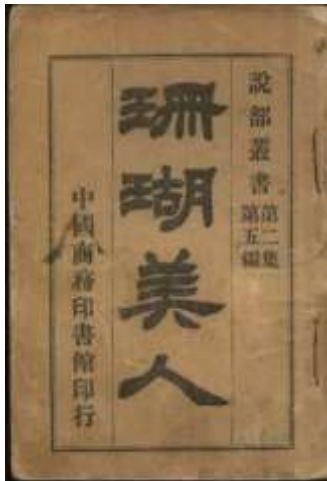 說部叢書
第二集
第五編
珊瑚美人
中國商務印書館印行